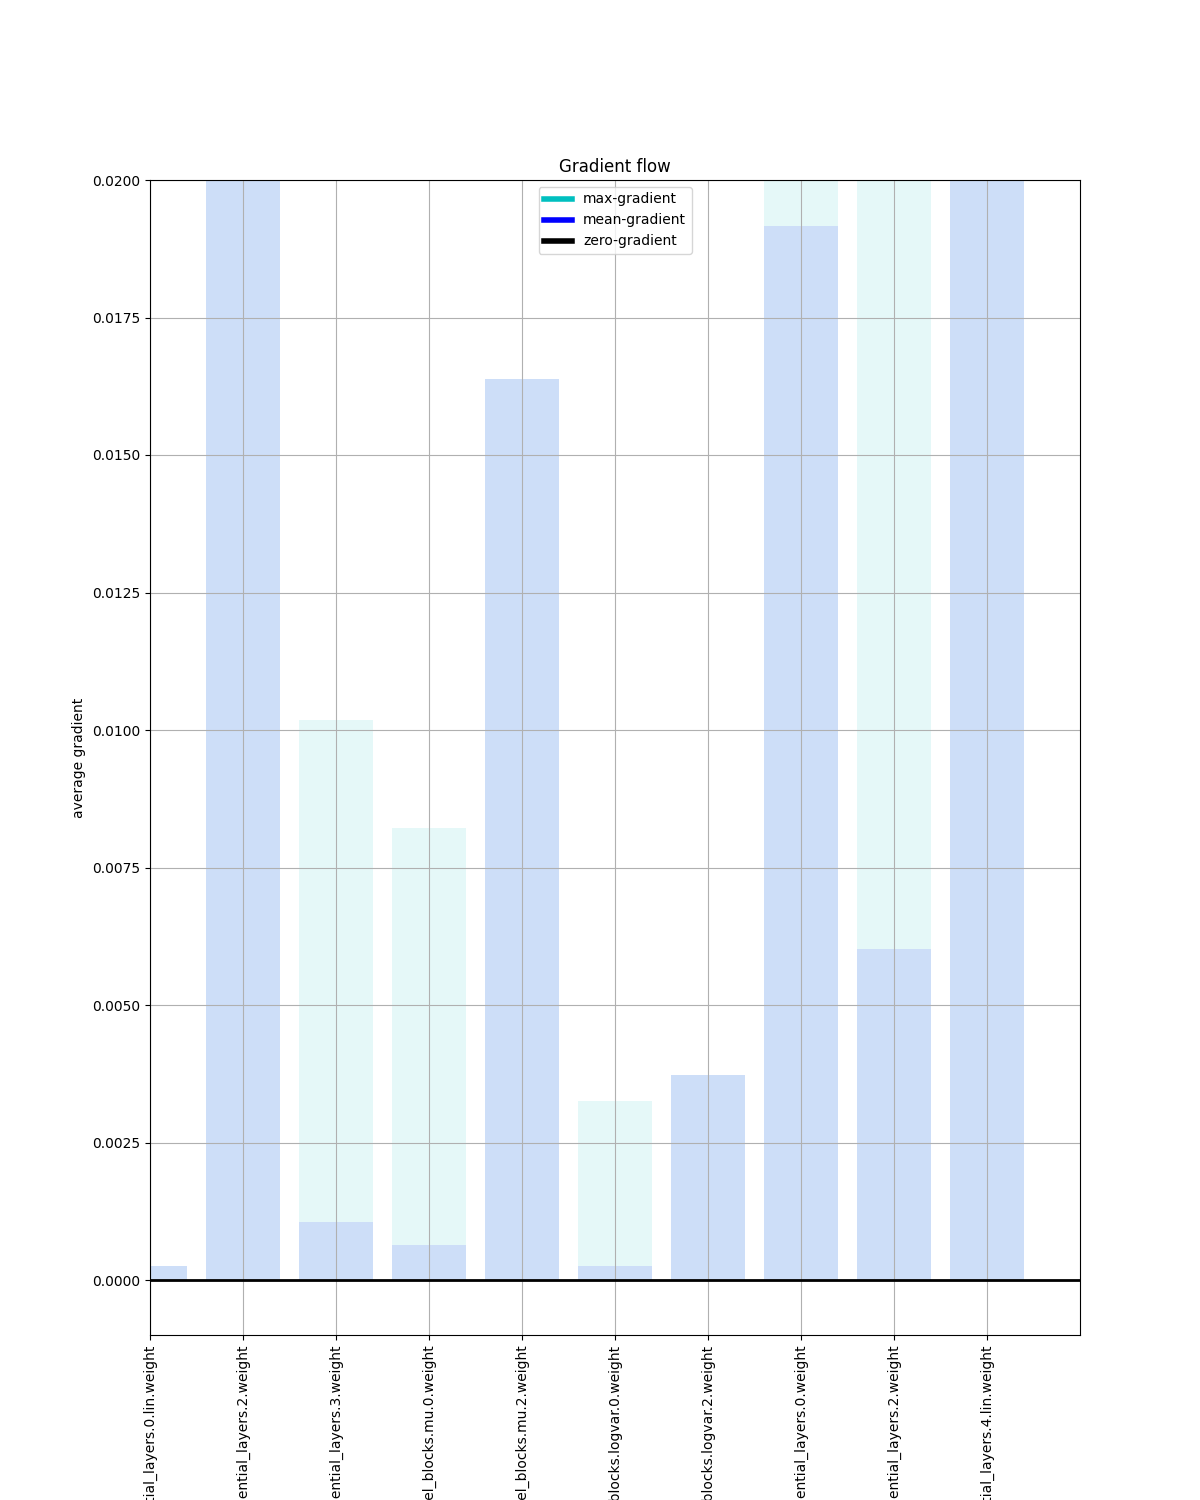 Gradient flow
max-gradient
mean-gradient
zero-gradient
0.0200
0.0175
0.0150
0.0125
0.0100
0.0075
0.0050
0.0025
0.0000
average gradient
tial_layers.0.lin.weight
ential_layers.2.weight
ential_layers.3.weight
el_blocks.mu.0.weight
el_blocks.mu.2.weight
blocks.logvar.0.weight
blocks.logvar.2.weight
ential_layers.0.weight
ential_layers.2.weight
tial_layers.4.lin.weight